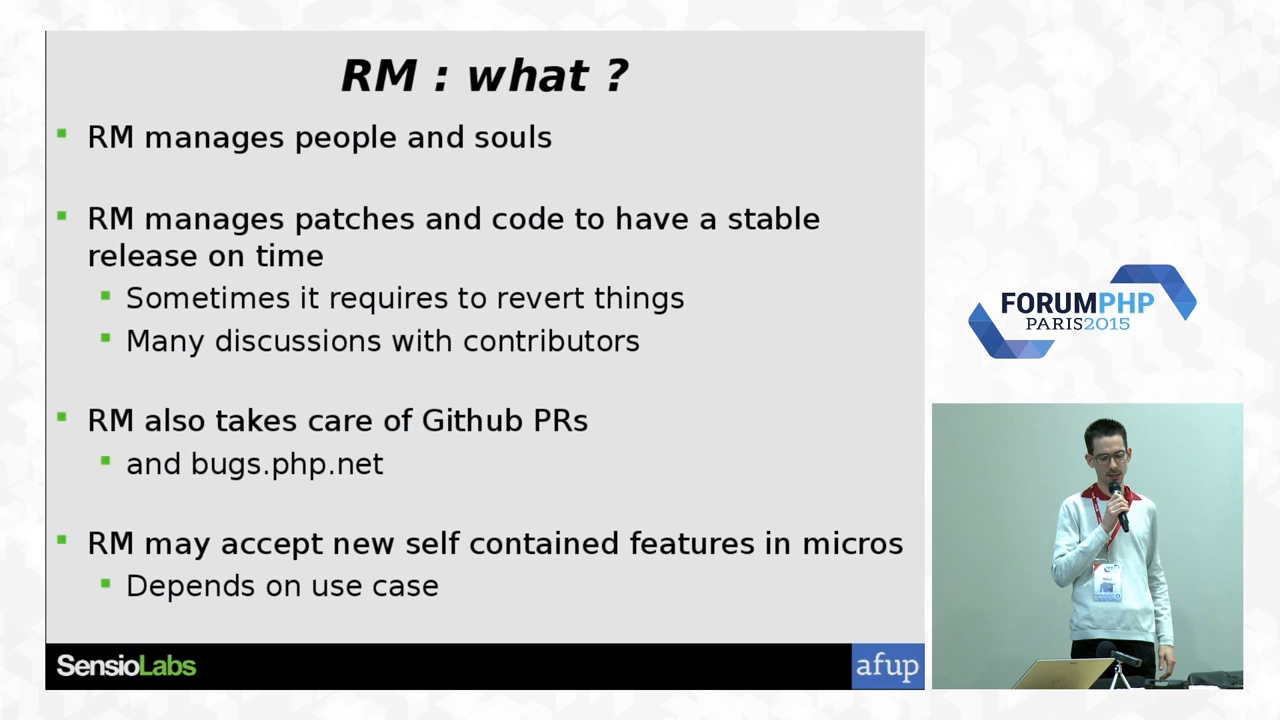 RM : what ?
RM manages people and souls
RM manages patches and code to have a stable
release on time
Sometimes it requires to revert things
Many discussions with contributors
RM also takes care of Github PRs
and bugs.php.net
RM may accept new self contained features in micros
Depends on use case
SensioLabs
afup
FORUMPHP
PARIS2015